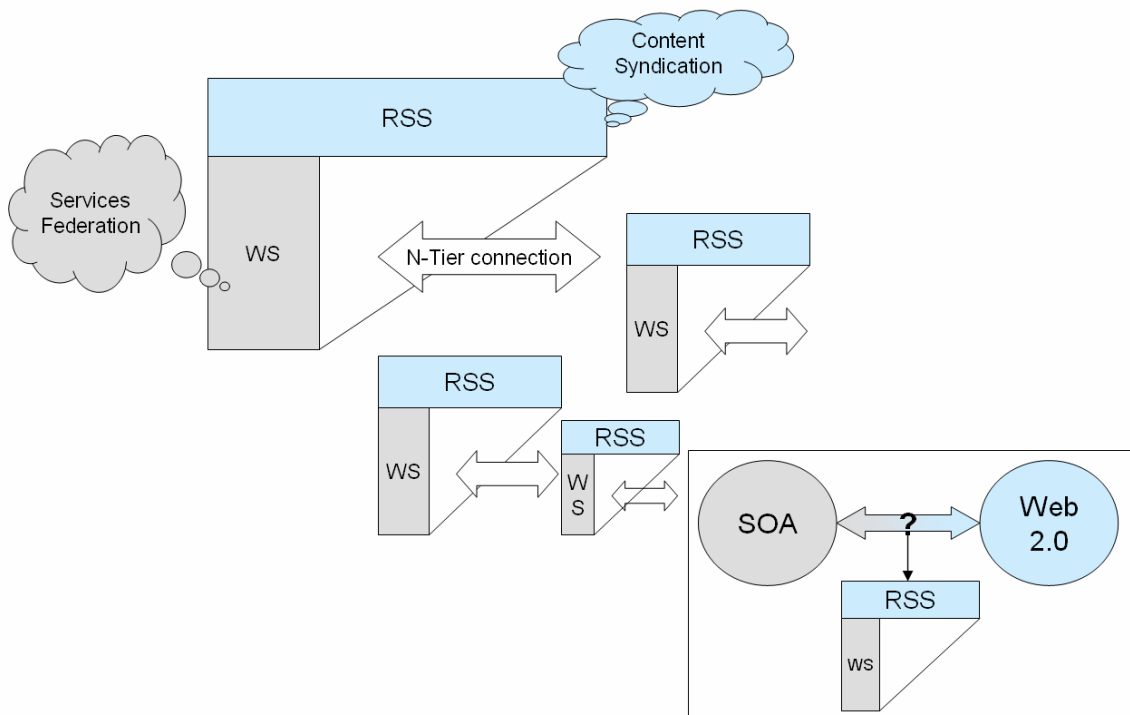 Content
Syndication
RSS
Services
Federation
WS
N-Tier connection
RSS
WS
RSS
WS
RSS
W
S
SOA
?
Web
2.0
RSS
WS